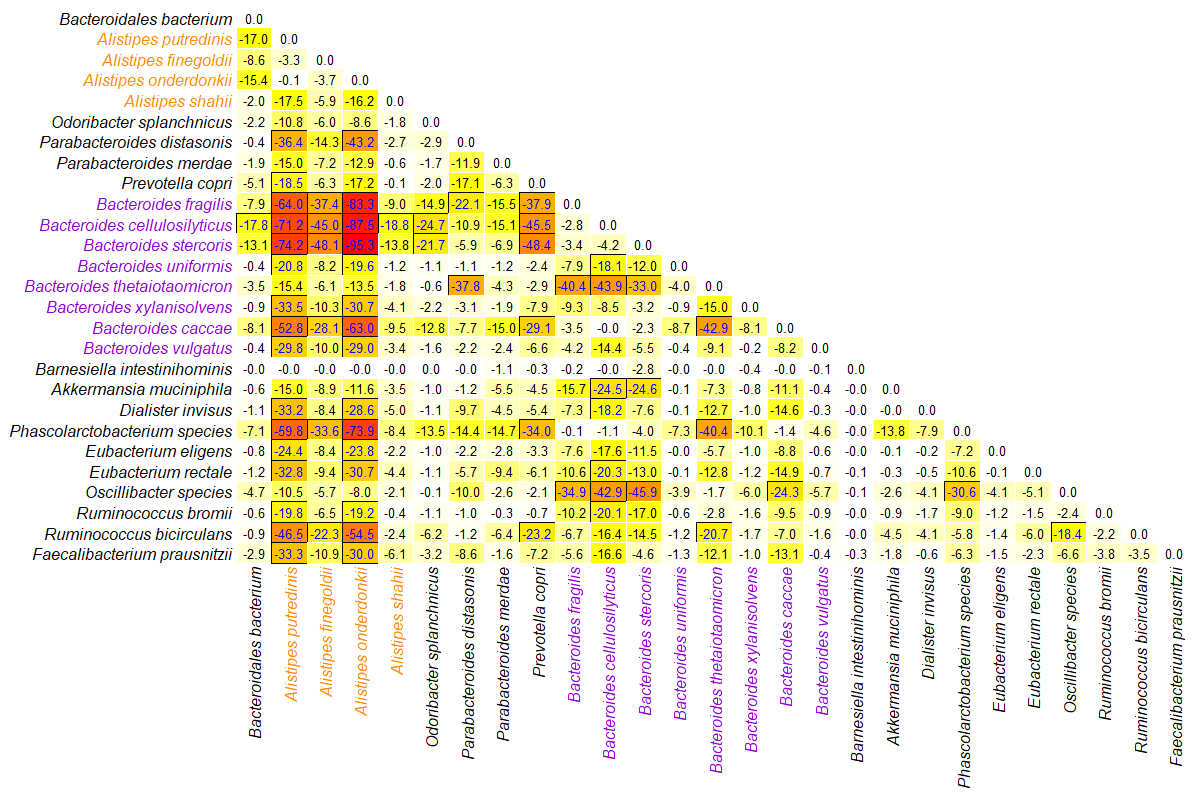 Bacteroidales bacterium 0.0
Alistipes putredinis -17.0 0.0
Alistipes finegoldii -8.6 -3.3 0.0
Alistipes onderdonkii -15.4 -0.1 -3.7 0.0
Alistipes shahii -2.0 -17.5 -5.9 -16.2 0.0
Odoribacter splanchnicus -2.2 -10.8 -6.0 -8.6 -1.8 0.0
Parabacteroides distasonis -0.4 -36.4 -14.3 -43.2 -2.7 -2.9 0.0
Parabacteroides merdae -1.9 -15.0 -7.2 -12.9 -0.6 -1.7 -11.9 0.0
Prevotella copri -5.1 -18.5 -6.3 -17.2 -0.1 -2.0 -17.1 -6.3 0.0
Bacteroides fragilis -7.9 -64.0 -37.4 -83.3 -9.0 -14.9 -22.1 -15.5 -37.9 0.0
Bacteroides cellulosilyticus -17.8 -71.2 -45.0 -87.5 -18.8 -24.7 -10.9 -15.1 -45.5 -2.8 0.0
Bacteroides stercoris -13.1 -74.2 -48.1 -95.3 -13.8 -21.7 -5.9 -6.9 -48.4 -3.4 -4.2 0.0
Bacteroides uniformis -0.4 -20.8 -8.2 -19.6 -1.2 -1.1 -1.1 -1.2 -2.4 -7.9 -18.1 -12.0 0.0
Bacteroides thetaiotaomicron -3.5 -15.4 -6.1 -13.5 -1.8 -0.6 -37.8 -4.3 -2.9 -40.4 -43.9 -33.0 -4.0 0.0
Bacteroides xylanisolvens -0.9 -33.5 -10.3 -30.7 -4.1 -2.2 -3.1 -1.9 -7.9 -9.3 -8.5 -3.2 -0.9 -15.0 0.0
Bacteroides caccae -8.1 -52.8 -28.1 -63.0 -9.5 -12.8 -7.7 -15.0 -29.1 -3.5 -0.0 -2.3 -8.7 -42.9 -8.1 0.0
Bacteroides vulgatus -0.4 -29.8 -10.0 -29.0 -3.4 -1.6 -2.2 -2.4 -6.6 -4.2 -14.4 -5.5 -0.4 -9.1 -0.2 -8.2 0.0
Barnesiella intestinihominis -0.0 -0.0 -0.0 -0.0 -0.0 -0.0 -0.0 -1.1 -0.3 -0.2 -0.0 -2.8 -0.0 -0.0 -0.4 -0.0 -0.1 0.0
Akkermansia muciniphila -0.6 -15.0 -8.9 -11.6 -3.5 -1.0 -1.2 -5.5 -4.5 -15.7 -24.5 -24.6 -0.1 -7.3 -0.8 -11.1 -0.4 -0.0 0.0
Dialister invisus -1.1 -33.2 -8.4 -28.6 -5.0 -1.1 -9.7 -4.5 -5.4 -7.3 -18.2 -7.6 -0.1 -12.7 -1.0 -14.6 -0.3 -0.0 -0.0 0.0
Phascolarctobacterium species -7.1 -59.8 -33.6 -73.9 -8.4 -13.5 -14.4 -14.7 -34.0 -0.1 -1.1 -4.0 -7.3 -40.4 -10.1 -1.4 -4.6 -0.0 -13.8 -7.9 0.0
Eubacterium eligens -0.8 -24.4 -8.4 -23.8 -2.2 -1.0 -2.2 -2.8 -3.3 -7.6 -17.6 -11.5 -0.0 -5.7 -1.0 -8.8 -0.6 -0.0 -0.1 -0.2 -7.2 0.0
Eubacterium rectale -1.2 -32.8 -9.4 -30.7 -4.4 -1.1 -5.7 -9.4 -6.1 -10.6 -20.3 -13.0 -0.1 -12.8 -1.2 -14.9 -0.7 -0.1 -0.3 -0.5 -10.6 -0.1 0.0
Oscillibacter species -4.7 -10.5 -5.7 -8.0 -2.1 -0.1 -10.0 -2.6 -2.1 -34.9 -42.9 -45.9 -3.9 -1.7 -6.0 -24.3 -5.7 -0.1 -2.6 -4.1 -30.6 -4.1 -5.1 0.0
Ruminococcus bromii -0.6 -19.8 -6.5 -19.2 -0.4 -1.1 -1.0 -0.3 -0.7 -10.2 -20.1 -17.0 -0.6 -2.8 -1.6 -9.5 -0.9 -0.0 -0.3 -1.7 -9.0 -1.2 -1.5 -2.4 0.0
Ruminococcus bicirculans -0.9 -46.5 -22.3 -54.5 -2.4 -6.2 -1.2 -6.4 -23.2 -6.7 -16.4 -14.5 -1.2 -20.7 -1.7 -7.0 -1.6 -0.0 -4.5 -4.1 -5.8 -1.4 -6.0 -18.4 -2.2 0.0
Faecalibacterium prausnitzii -2.9 -33.3 -10.9 -30.0 -6.1 -3.2 -8.6 -1.6 -7.2 -5.6 -16.6 -4.6 -1.3 -12.1 -1.0 -13.1 -0.4 -0.3 -1.8 -0.6 -6.3 -1.5 -2.3 -6.6 -3.8 -3.5 0.0
Bacteroidales bacterium
Alistipes putredinis
Alistipes finegoldii
Alistipes onderdonkii
Alistipes shahii
Odoribacter splanchnicus
Parabacteroides distasonis
Parabacteroides merdae
Prevotella copri
Bacteroides fragilis
Bacteroides cellulosilyticus
Bacteroides stercoris
Bacteroides uniformis
Bacteroides thetaiotaomicron
Bacteroides xylanisolvens
Bacteroides caccae
Bacteroides vulgatus
Barnesiella intestinihominis
Akkermansia muciniphila
Dialister invisus
Phascolarctobacterium species
Eubacterium eligens
Eubacterium rectale
Oscillibacter species
Ruminococcus bromii
Ruminococcus bicirculans
Faecalibacterium prausnitzii